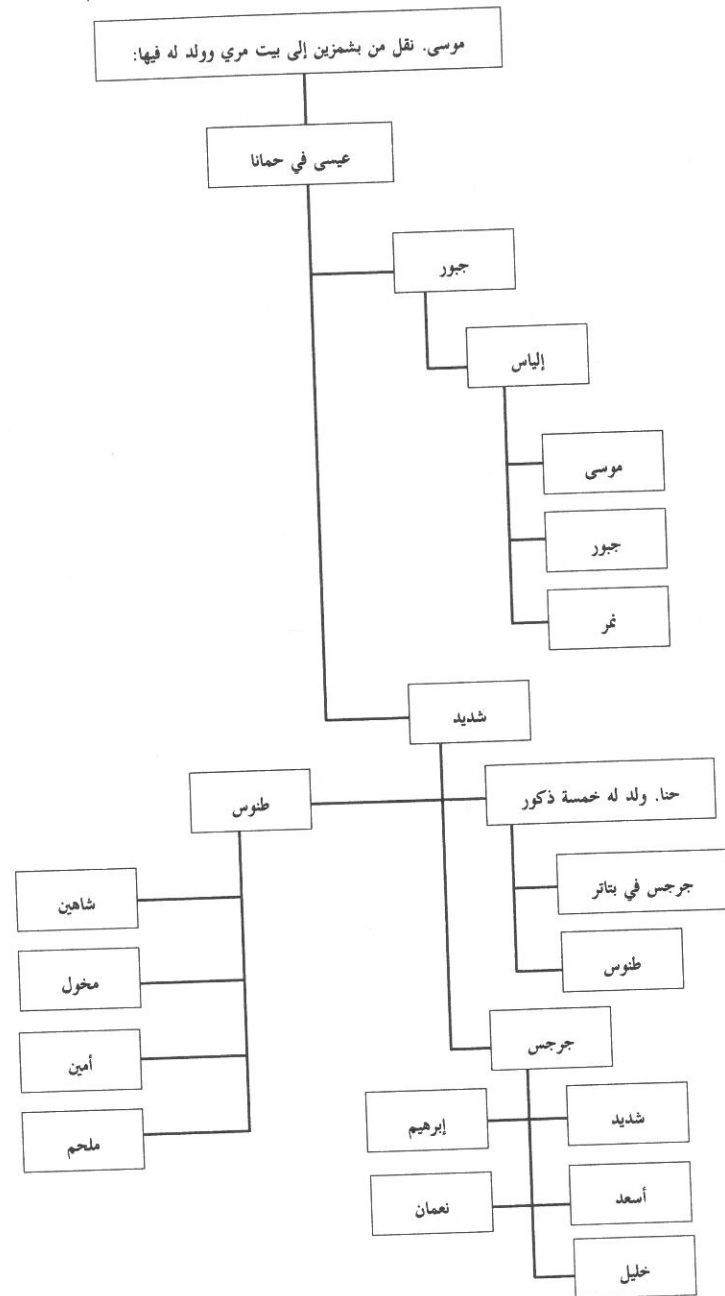 موسى. نقل من بشمزين إلى بيت مري وولد له فيها:
عيسى في حمانا
جبور
إلياس
موسى
جبور
نمر
شديد
حنا. ولد له خمسة ذكور
طنوس
جرجس في بتاتر
شاهين
طنوس
مخول
جرجس
أمين
شديد
إبرهيم
ملحم
أسعد
نعمان
خليل